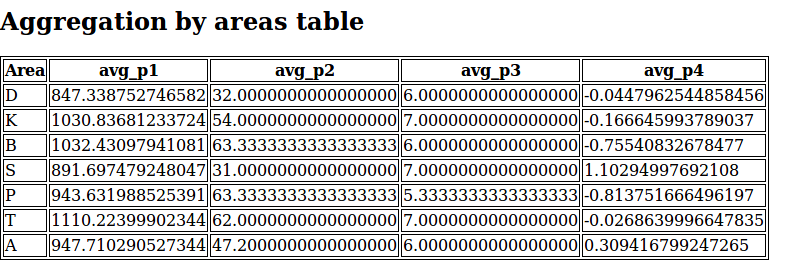 Aggregation by areas table
Area avg_p1 avg_p2 avg_p3 avg_p4
D 847.338752746582 32.0000000000000000 6.0000000000000000 -0.0447962544858456
K 1030.83681233724 54.0000000000000000 7.0000000000000000 -0.166645993789037
B 1032.43097941081 63.3333333333333333 6.0000000000000000 -0.75540832678477
S 891.697479248047 31.0000000000000000 7.0000000000000000 1.10294997692108
P 943.631988525391 63.3333333333333333 5.3333333333333333 -0.813751666496197
T 1110.22399902344 62.0000000000000000 7.0000000000000000 -0.0268639996647835
A 947.710290527344 47.2000000000000000 6.0000000000000000 0.309416799247265